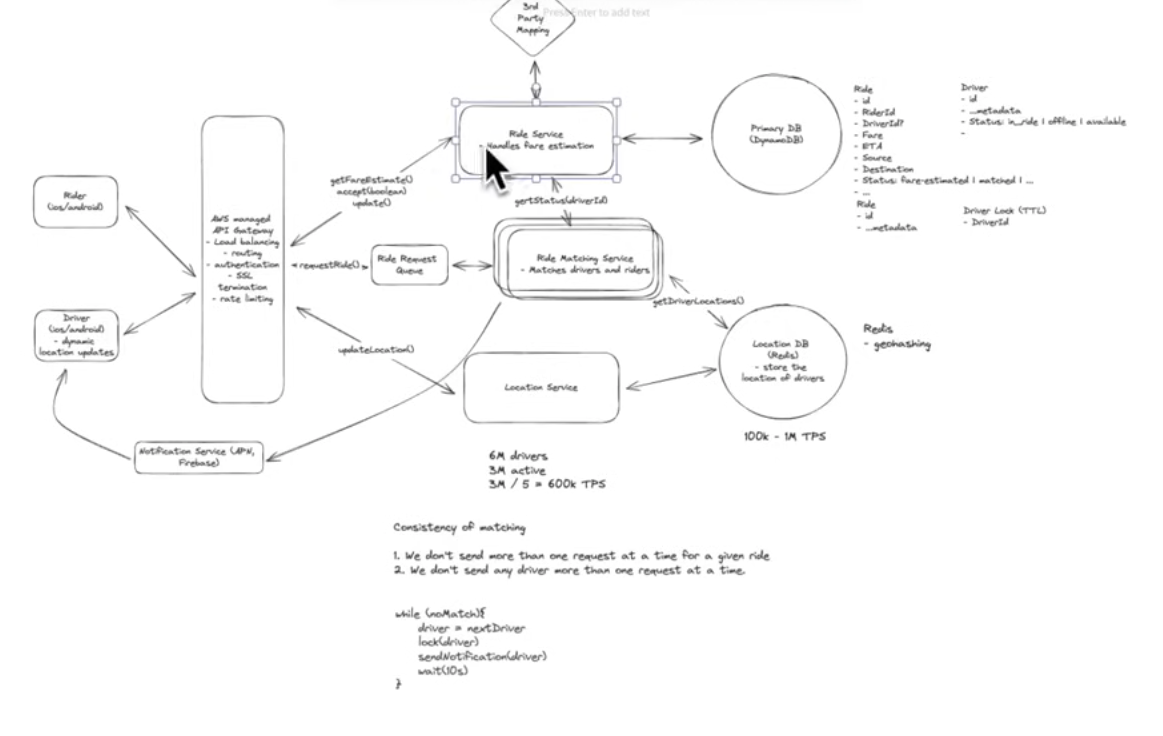 Press Enter to add text
3rd
Party
Mapping
Ride Service
- Handles fare estimation
Primary DB
(DynamoDB)
Ride
- id
- RiderId
- DriverId?
- Fare
- ETA
- Source
- Destination
- Status: fare-estimated | matched | ...
- ...
Ride
- id
- ...metadata
Driver
- id
- ...metadata
- Status: in_ride | offline | available
-
Driver Lock (TTL)
- DriverId
Rider
(ios/android)
AWS managed
API Gateway
- Load balancing
- routing
- authentication
- SSL
termination
- rate limiting
getFareEstimate()
accept(boolean)
update()
gertStatus(driverId)
requestRide()
Ride Request
Queue
Ride Matching Service
- Matches drivers and riders
getDriverLocations()
Driver
(ios/android)
- dynamic
location updates
updateLocation()
Location Service
Location DB
(Redis)
- store the
location of drivers
Redis
- geohashing
100k - 1M TPS
Notification Service (APN,
Firebase)
6M drivers
3M active
3M / 5 = 600k TPS
Consistency of matching
1. We don't send more than one request at a time for a given ride
2. We don't send any driver more than one request at a time.
while (noMatch){
driver = nextDriver
lock(driver)
sendNotification(driver)
wait(10s)
}